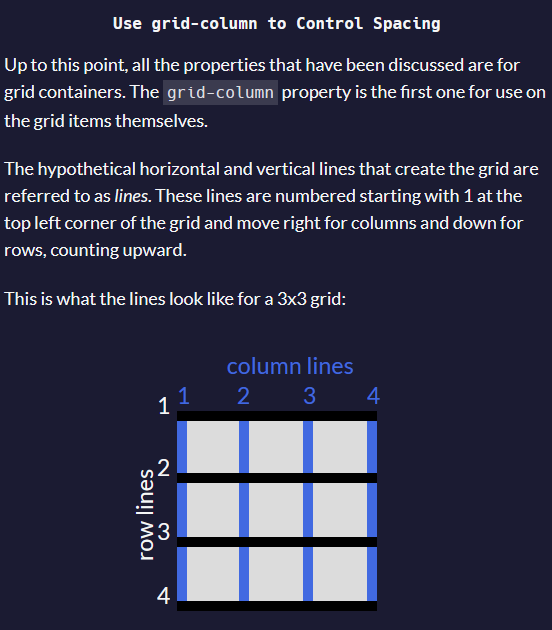 Use grid-column to Control Spacing
Up to this point, all the properties that have been discussed are for
grid containers. The grid-column property is the first one for use on
the grid items themselves.
The hypothetical horizontal and vertical lines that create the grid are
referred to as lines. These lines are numbered starting with 1 at the
top left corner of the grid and move right for columns and down for
rows, counting upward.
This is what the lines look like for a 3x3 grid:
column lines
1 2 3 4
row lines
1
2
3
4